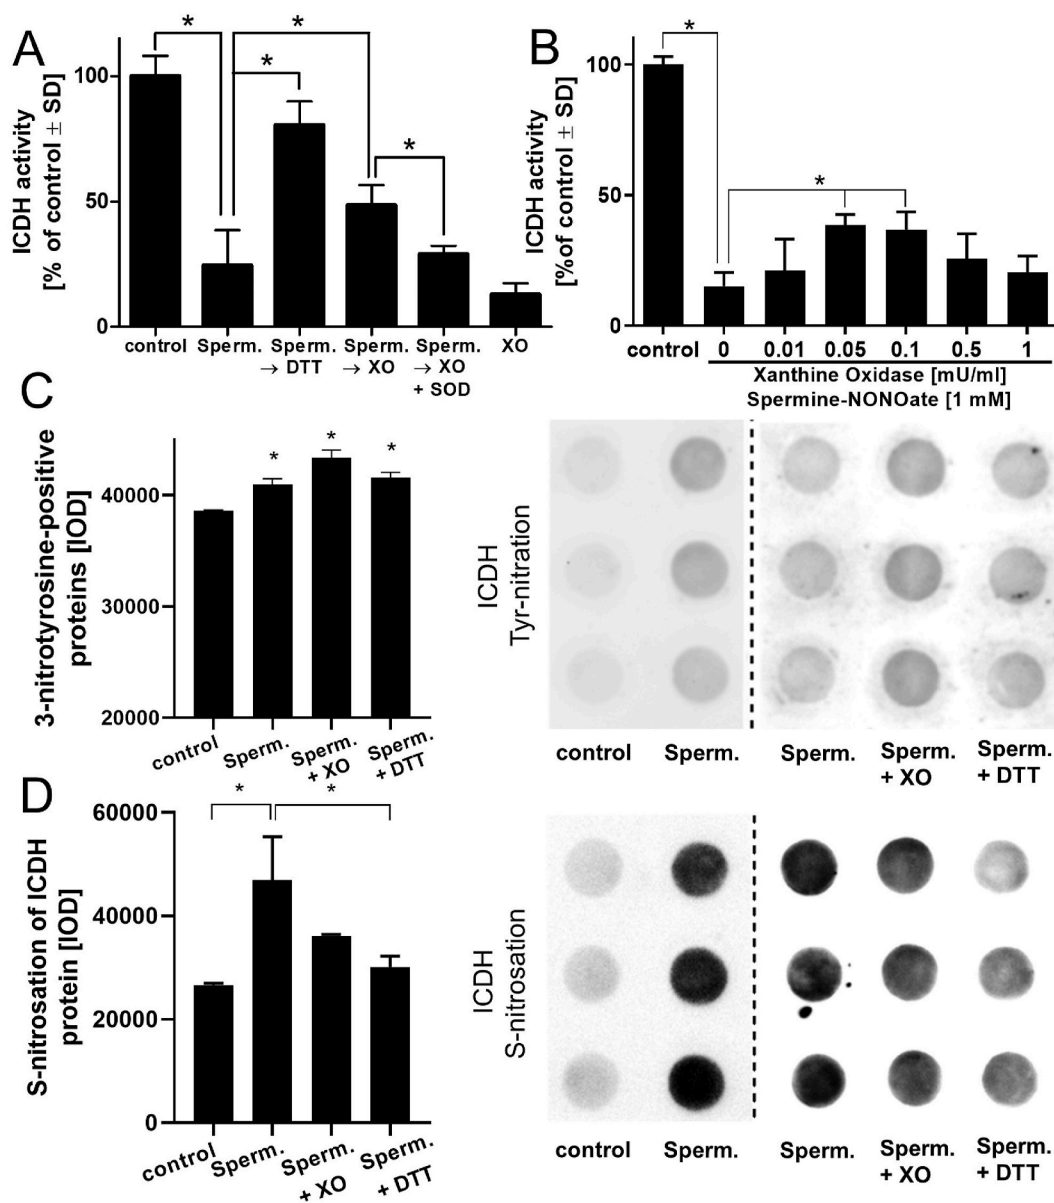 A
ICDH activity
[% of control ± SD]
100
50
0
*
*
*
*
control
Sperm.
Sperm.
→ DTT
Sperm.
→ XO
Sperm.
→ XO
+ SOD
XO
B
ICDH activity
[%of control ± SD]
100
50
0
*
*
control
0
0.01
0.05
0.1
0.5
1
Xanthine Oxidase [mU/ml]
Spermine-NONOate [1 mM]
C
3-nitrotyrosine-positive
proteins [IOD]
40000
30000
20000
*
*
*
control
Sperm.
Sperm.
+ XO
Sperm.
+ DTT
ICDH
Tyr-nitration
control
Sperm.
Sperm.
Sperm.
+ XO
Sperm.
+ DTT
D
S-nitrosation of ICDH
protein [IOD]
60000
40000
20000
0
*
*
control
Sperm.
Sperm.
+ XO
Sperm.
+ DTT
ICDH
S-nitrosation
control
Sperm.
Sperm.
Sperm.
+ XO
Sperm.
+ DTT